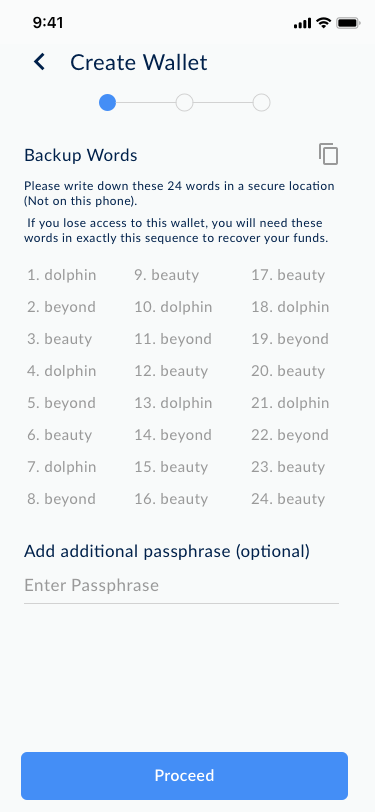 9:41
Create Wallet
Backup Words
Please write down these 24 words in a secure location
(Not on this phone).
If you lose access to this wallet, you will need these
words in exactly this sequence to recover your funds.
1. dolphin 9. beauty 17. beauty
2. beyond 10. dolphin 18. dolphin
3. beauty 11. beyond 19. beyond
4. dolphin 12. beauty 20. beauty
5. beyond 13. dolphin 21. dolphin
6. beauty 14. beyond 22. beyond
7. dolphin 15. beauty 23. beauty
8. beyond 16. beauty 24. beauty
Add additional passphrase (optional)
Enter Passphrase
Proceed